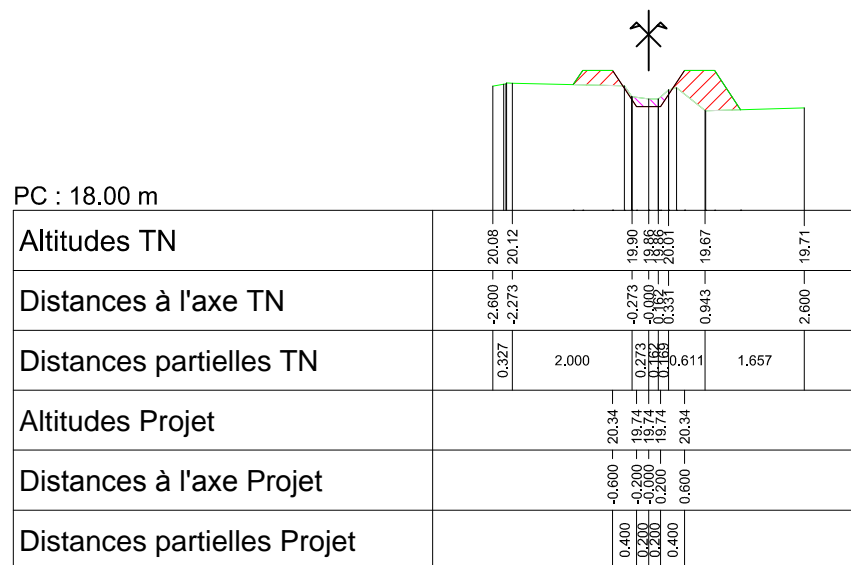 PC : 18.00 m
Altitudes TN 20.08 20.12 19.90 19.86 19.86 20.01 19.67 19.71
Distances à l'axe TN -2.600 -2.273 -0.273 -0.000 0.162 0.331 0.943 2.600
Distances partielles TN 0.327 2.000 0.273 0.162 0.169 0.611 1.657
Altitudes Projet 20.34 19.74 19.74 19.74 20.34
Distances à l'axe Projet -0.600 -0.200 -0.000 0.200 0.600
Distances partielles Projet 0.400 0.200 0.200 0.400